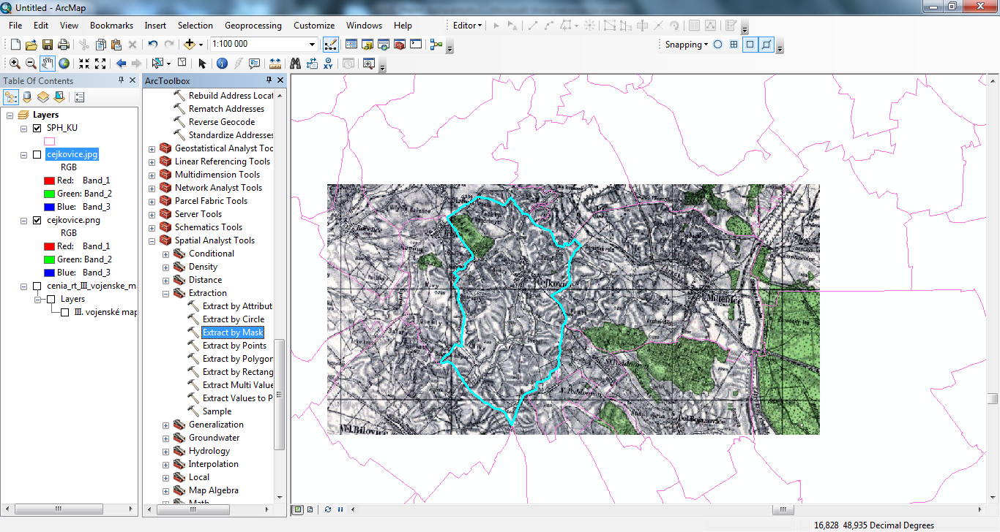 Untitled - ArcMap
File Edit View Bookmarks Insert Selection Geoprocessing Customize Windows Help
Editor
1:100 000
Snapping
XY
Table Of Contents
Layers
SPH_KU
cejkovice.jpg
RGB
Red: Band_1
Green: Band_2
Blue: Band_3
cejkovice.png
RGB
Red: Band_1
Green: Band_2
Blue: Band_3
cenia_rt_III_vojenske_m
Layers
III. vojenské map
ArcToolbox
Rebuild Address Locat
Rematch Addresses
Reverse Geocode
Standardize Addresses
Geostatistical Analyst Too
Linear Referencing Tools
Multidimension Tools
Network Analyst Tools
Parcel Fabric Tools
Server Tools
Schematics Tools
Spatial Analyst Tools
Conditional
Density
Distance
Extraction
Extract by Attribut
Extract by Circle
Extract by Mask
Extract by Points
Extract by Polygon
Extract by Rectang
Extract Multi Value
Extract Values to P
Sample
Generalization
Groundwater
Hydrology
Interpolation
Local
Map Algebra
Math
16,828 48,935 Decimal Degrees